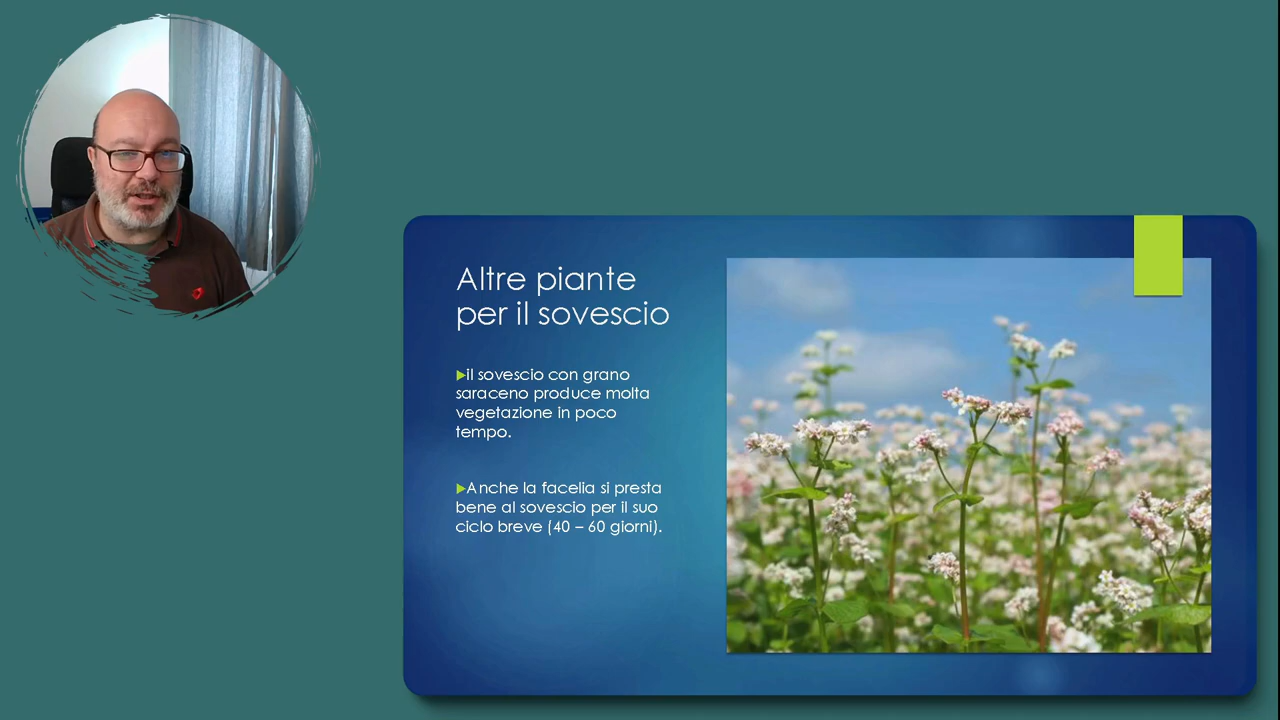 Altre piante
per il sovescio
il sovescio con grano
saraceno produce molta
vegetazione in poco
tempo.
Anche la facelia si presta
bene al sovescio per il suo
ciclo breve (40 – 60 giorni).